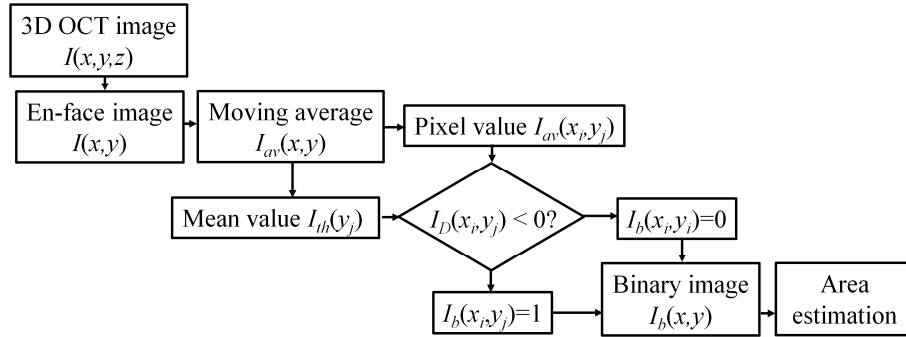 3D OCT image
I(x,y,z)
En-face image
I(x,y)
Moving average
I_av(x,y)
Pixel value I_av(x_i,y_j)
Mean value I_th(y_j)
I_D(x_i,y_j) < 0?
I_b(x_i,y_i)=0
I_b(x_i,y_j)=1
Binary image
I_b(x,y)
Area
estimation